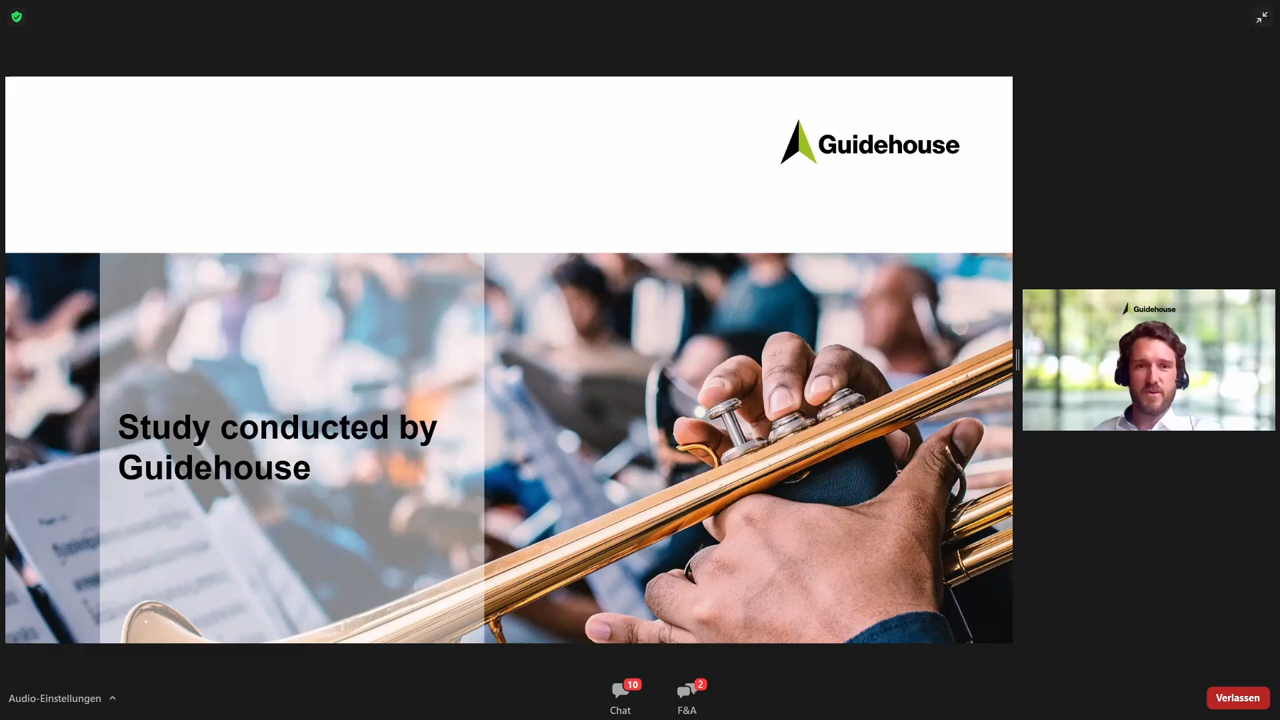 Guidehouse
Study conducted by
Guidehouse
Guidehouse
Audio-Einstellungen
10
Chat
2
F&A
Verlassen